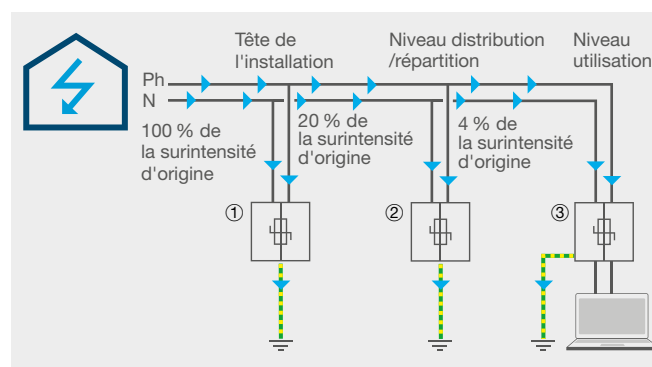 Tête de
l'installation
Niveau distribution
/répartition
Niveau
utilisation
Ph
N
100 % de
la surintensité
d'origine
20 % de
la surintensité
d'origine
4 % de
la surintensité
d'origine
①
②
③